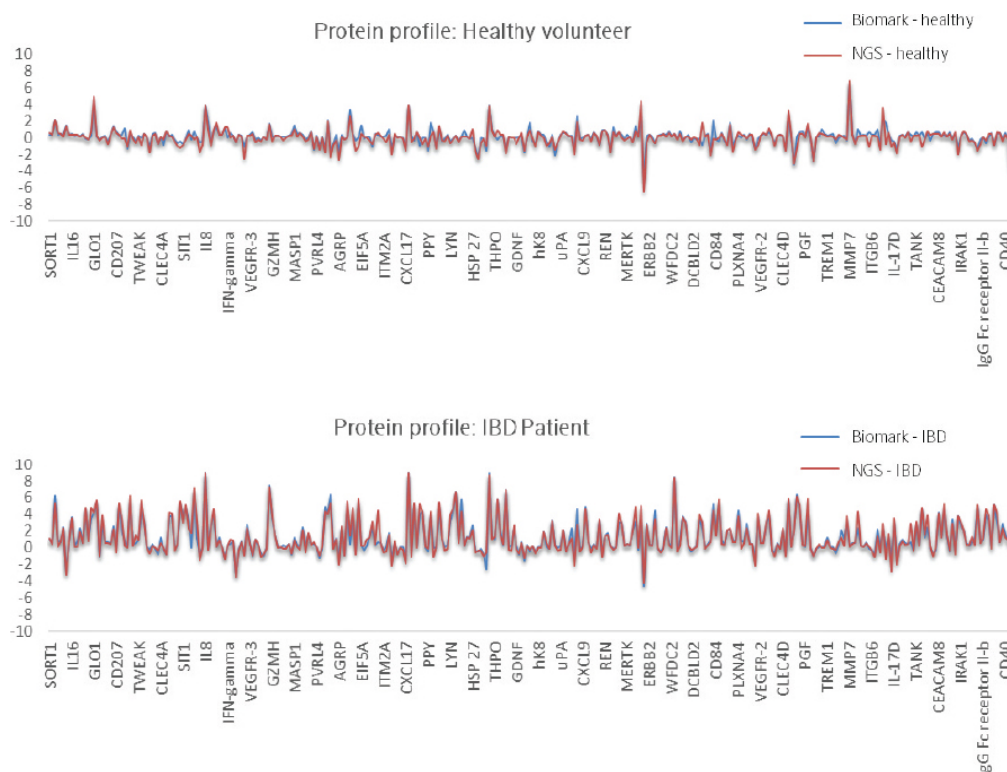 Protein profile: Healthy volunteer
Biomark - healthy
NGS - healthy
10
8
6
4
2
0
-2
-4
-6
-8
-10
SORT1
IL16
GLO1
CD207
TWEAK
CLEC4A
SIT1
IL8
IFN-gamma
VEGFR-3
GZMH
MASP1
PVRL4
AGRP
EIF5A
ITM2A
CXCL17
PPY
LYN
HSP 27
THPO
GDNF
hK8
uPA
CXCL9
REN
MERTK
ERBB2
WFDC2
DCBLD2
CD84
PLXNA4
VEGFR-2
CLEC4D
PGF
TREM1
MMP7
ITGB6
IL-17D
TANK
CEACAM8
IRAK1
IgG Fc receptor II-b
CD40
Protein profile: IBD Patient
Biomark - IBD
NGS - IBD
10
8
6
4
2
0
-2
-4
-6
-8
-10
SORT1
IL16
GLO1
CD207
TWEAK
CLEC4A
SIT1
IL8
IFN-gamma
VEGFR-3
GZMH
MASP1
PVRL4
AGRP
EIF5A
ITM2A
CXCL17
PPY
LYN
HSP 27
THPO
GDNF
hK8
uPA
CXCL9
REN
MERTK
ERBB2
WFDC2
DCBLD2
CD84
PLXNA4
VEGFR-2
CLEC4D
PGF
TREM1
MMP7
ITGB6
IL-17D
TANK
CEACAM8
IRAK1
IgG Fc receptor II-b
CD40